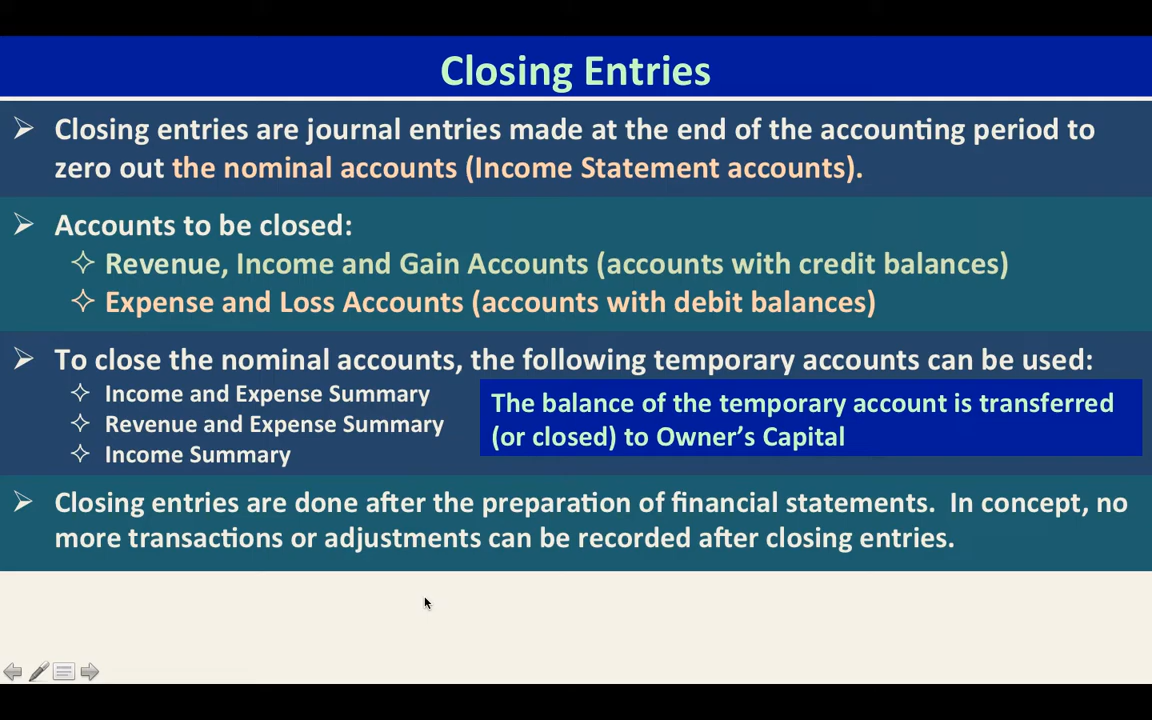 Closing Entries
Closing entries are journal entries made at the end of the accounting period to
zero out the nominal accounts (Income Statement accounts).
Accounts to be closed:
Revenue, Income and Gain Accounts (accounts with credit balances)
Expense and Loss Accounts (accounts with debit balances)
To close the nominal accounts, the following temporary accounts can be used:
Income and Expense Summary
Revenue and Expense Summary
Income Summary
The balance of the temporary account is transferred
(or closed) to Owner’s Capital
Closing entries are done after the preparation of financial statements.  In concept, no
more transactions or adjustments can be recorded after closing entries.